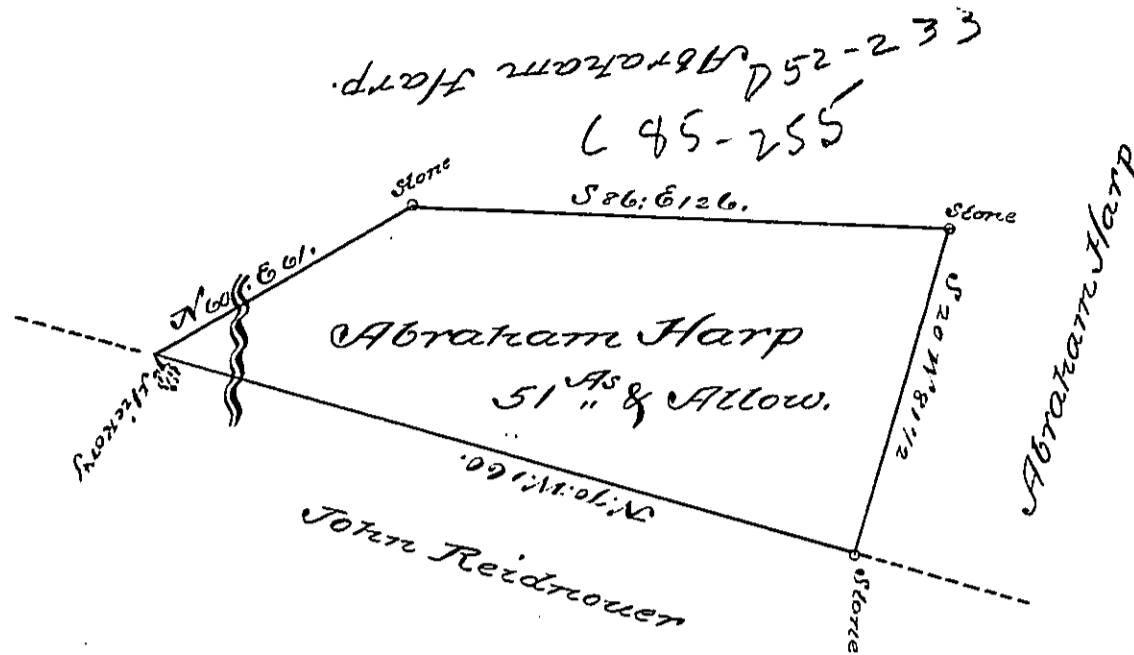 Abraham Harp.
D52-233
C 85-255
Stone
S 86: E 126.
Stone
N 60: E 61.
Abraham Harp
51 As & Allow.
S 20 W 81 1/2
Abraham Harp
Hickory
N: 70: W: 160.
John Reidnouer
Stone